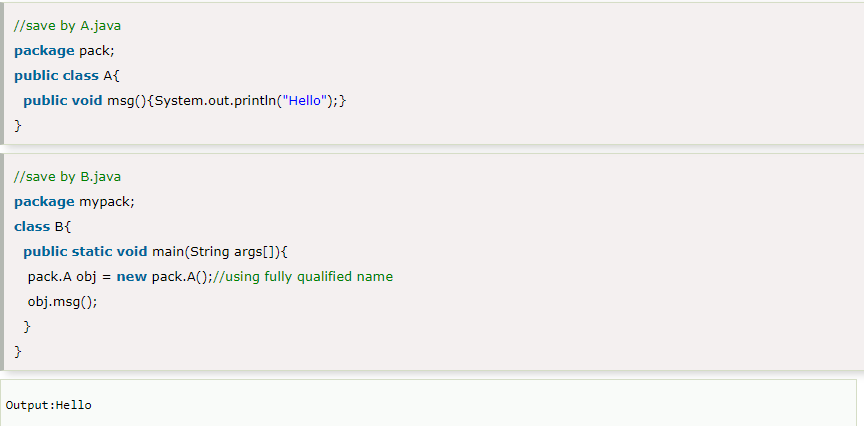 //save by A.java
package pack;
public class A{
  public void msg(){System.out.println("Hello");}
}
//save by B.java
package mypack;
class B{
  public static void main(String args[]){
   pack.A obj = new pack.A();//using fully qualified name
   obj.msg();
  }
}
Output:Hello